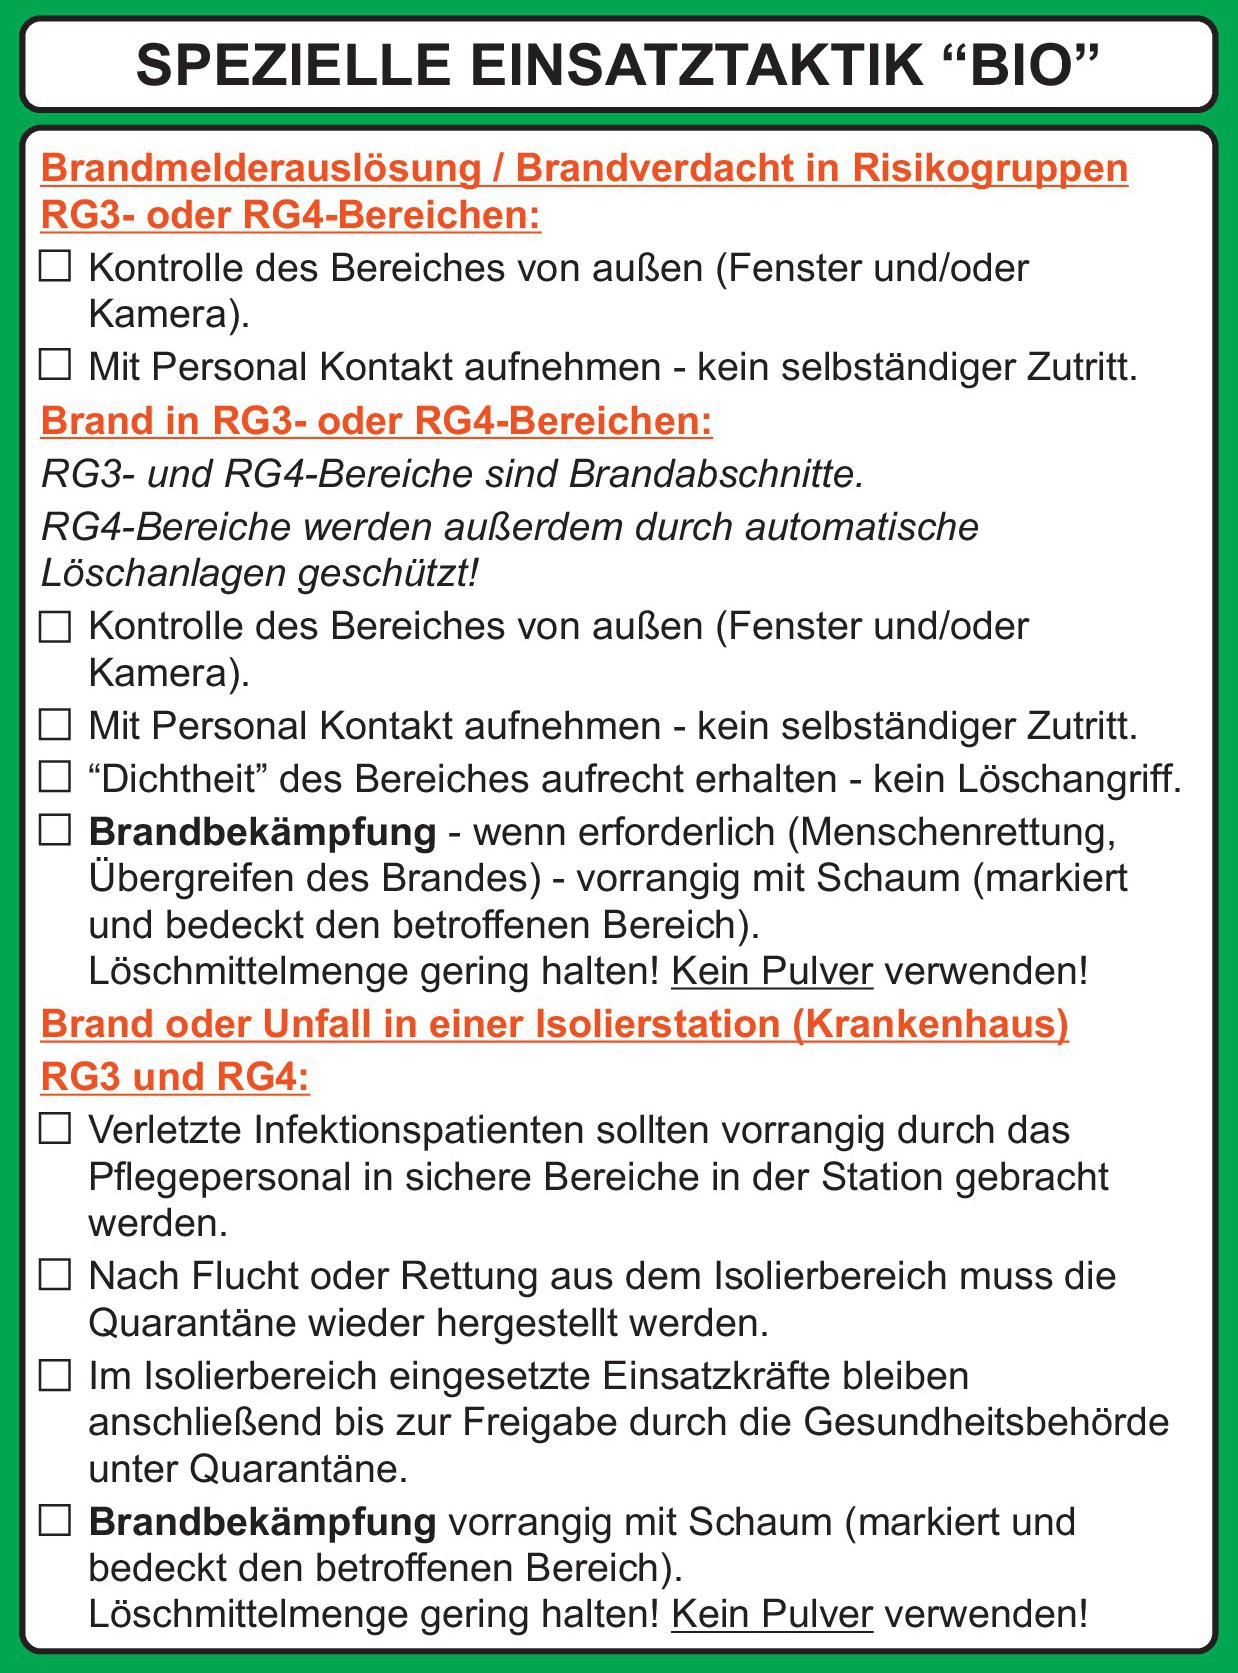 SPEZIELLE EINSATZTAKTIK “BIO”
Brandmelderauslösung / Brandverdacht in Risikogruppen
RG3- oder RG4-Bereichen:
☐ Kontrolle des Bereiches von außen (Fenster und/oder
Kamera).
☐ Mit Personal Kontakt aufnehmen - kein selbständiger Zutritt.
Brand in RG3- oder RG4-Bereichen:
RG3- und RG4-Bereiche sind Brandabschnitte.
RG4-Bereiche werden außerdem durch automatische
Löschanlagen geschützt!
☐ Kontrolle des Bereiches von außen (Fenster und/oder
Kamera).
☐ Mit Personal Kontakt aufnehmen - kein selbständiger Zutritt.
☐ “Dichtheit” des Bereiches aufrecht erhalten - kein Löschangriff.
☐ Brandbekämpfung - wenn erforderlich (Menschenrettung,
Übergreifen des Brandes) - vorrangig mit Schaum (markiert
und bedeckt den betroffenen Bereich).
Löschmittelmenge gering halten! Kein Pulver verwenden!
Brand oder Unfall in einer Isolierstation (Krankenhaus)
RG3 und RG4:
☐ Verletzte Infektionspatienten sollten vorrangig durch das
Pflegepersonal in sichere Bereiche in der Station gebracht
werden.
☐ Nach Flucht oder Rettung aus dem Isolierbereich muss die
Quarantäne wieder hergestellt werden.
☐ Im Isolierbereich eingesetzte Einsatzkräfte bleiben
anschließend bis zur Freigabe durch die Gesundheitsbehörde
unter Quarantäne.
☐ Brandbekämpfung vorrangig mit Schaum (markiert und
bedeckt den betroffenen Bereich).
Löschmittelmenge gering halten! Kein Pulver verwenden!